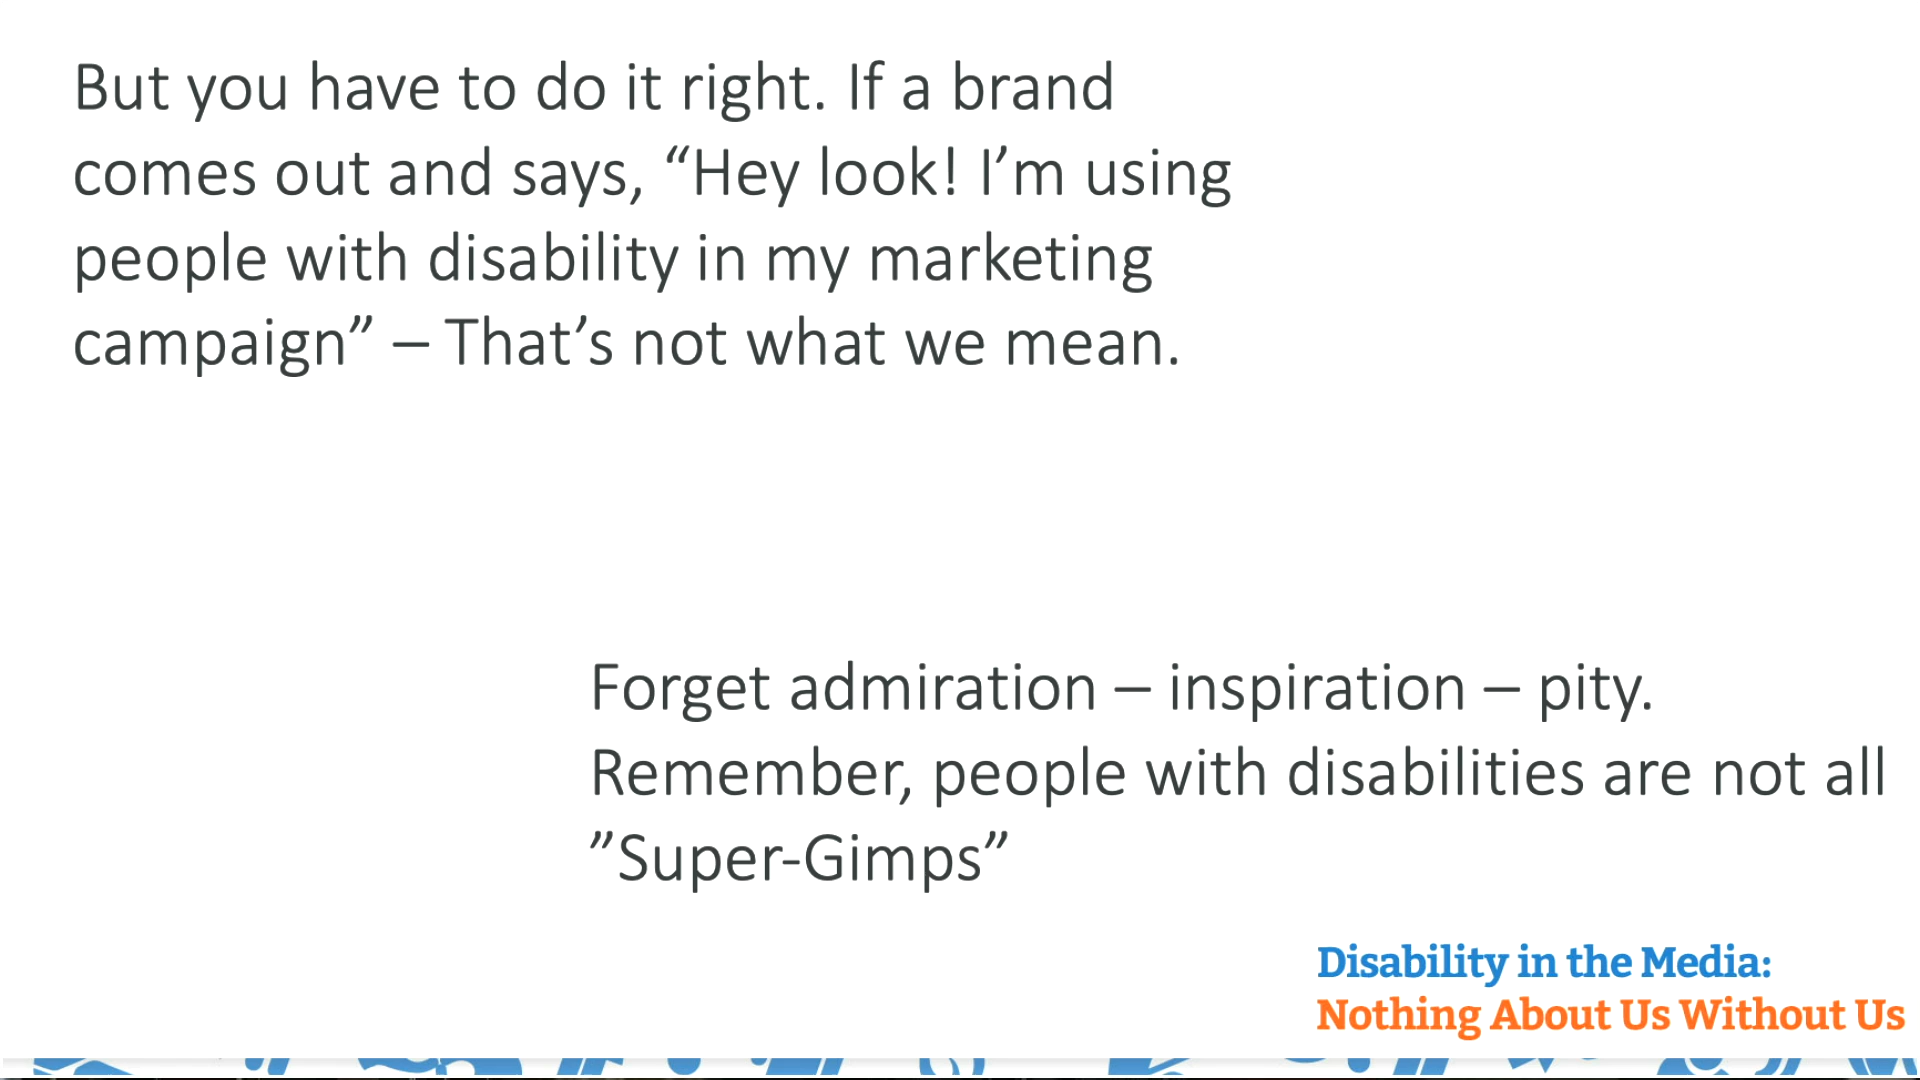 But you have to do it right. If a brand
comes out and says, “Hey look! I’m using
people with disability in my marketing
campaign” – That’s not what we mean.
Forget admiration – inspiration – pity.
Remember, people with disabilities are not all
”Super-Gimps”
Disability in the Media:
Nothing About Us Without Us